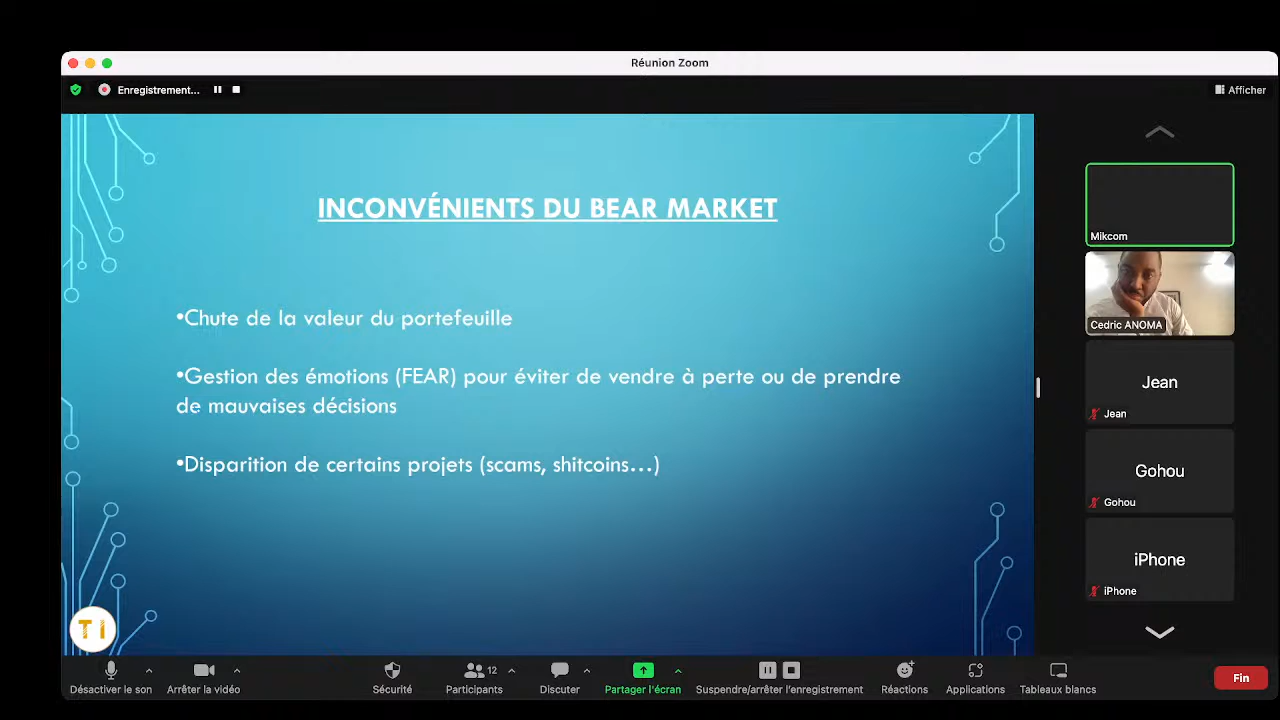 Réunion Zoom
Enregistrement...
Afficher
INCONVÉNIENTS DU BEAR MARKET
•Chute de la valeur du portefeuille
•Gestion des émotions (FEAR) pour éviter de vendre à perte ou de prendre
de mauvaises décisions
•Disparition de certains projets (scams, shitcoins...)
T I
Mikcom
Cedric ANOMA
Jean
Jean
Gohou
Gohou
iPhone
iPhone
Désactiver le son
Arrêter la vidéo
Sécurité
12
Participants
Discuter
Partager l'écran
Suspendre/arrêter l'enregistrement
Réactions
Applications
Tableaux blancs
Fin